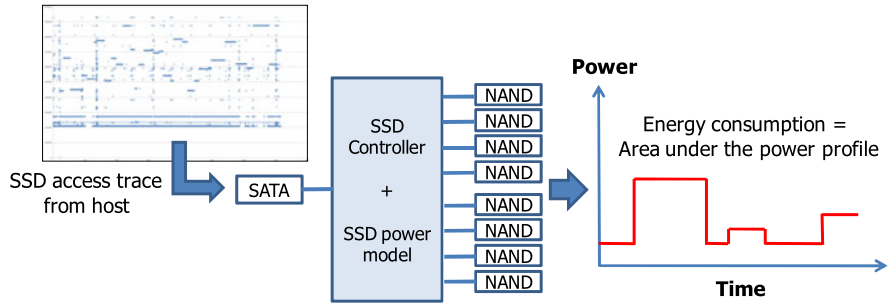 SSD access trace
from host
SATA
SSD
Controller
+
SSD power
model
NAND
NAND
NAND
NAND
NAND
NAND
NAND
NAND
Power
Energy consumption =
Area under the power profile
Time